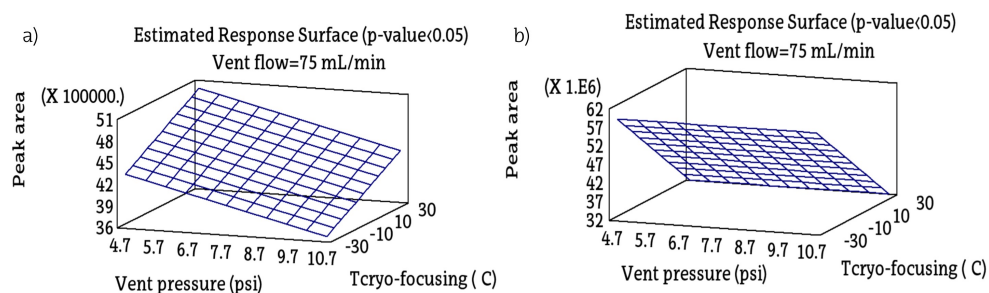 a)
Estimated Response Surface (p-value<0.05)
Vent flow=75 mL/min
(X 100000.)
Peak area
51
48
45
42
39
36
4.7 5.7 6.7 7.7 8.7 9.7 10.7
-30 -10 10 30
Vent pressure (psi)
Tcryo-focusing ( C)
b)
Estimated Response Surface (p-value<0.05)
Vent flow=75 mL/min
(X 1.E6)
Peak area
62
57
52
47
42
37
32
4.7 5.7 6.7 7.7 8.7 9.7 10.7
-30 -10 10 30
Vent pressure (psi)
Tcryo-focusing ( C)